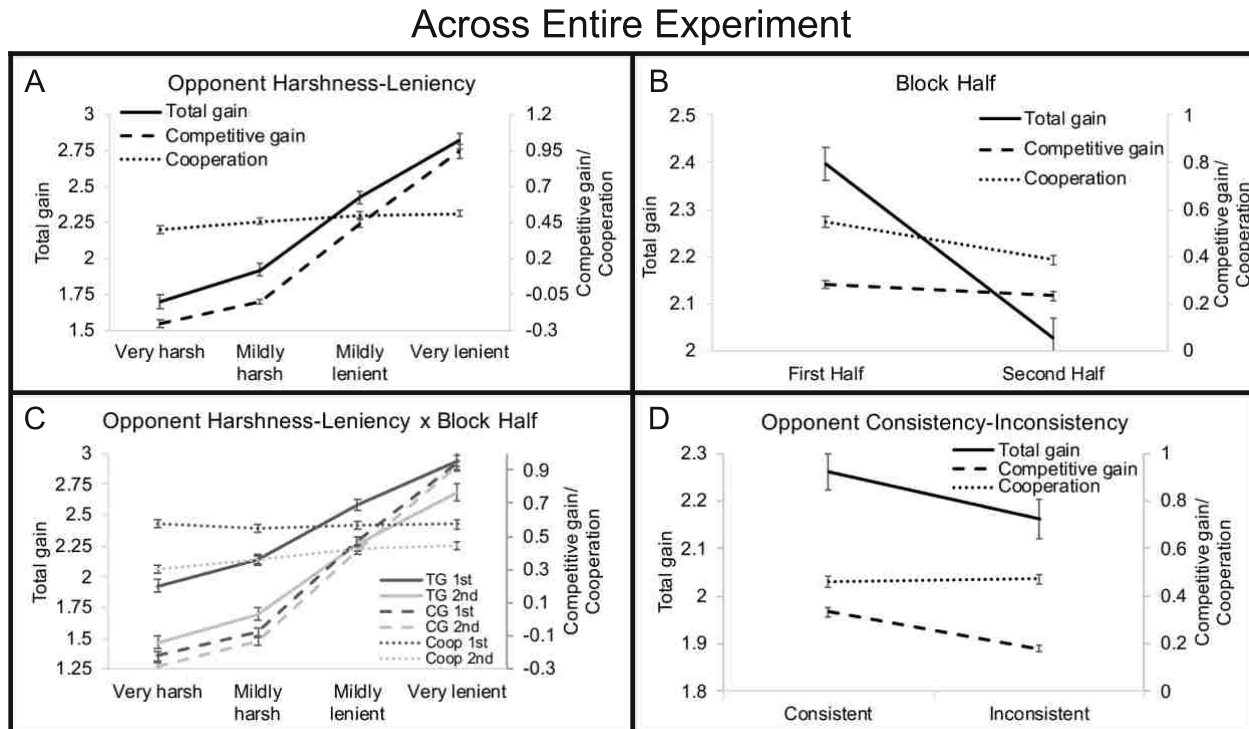 Across Entire Experiment
A
Opponent Harshness-Leniency
Total gain
Competitive gain
Cooperation
3
2.75
2.5
2.25
2
1.75
1.5
Total gain
1.2
0.95
0.7
0.45
0.2
-0.05
-0.3
Competitive gain/
Cooperation
Very harsh
Mildly
harsh
Mildly
lenient
Very lenient
B
Block Half
Total gain
Competitive gain
Cooperation
2.5
2.4
2.3
2.2
2.1
2
Total gain
1
0.8
0.6
0.4
0.2
0
Competitive gain/
Cooperation
First Half
Second Half
C
Opponent Harshness-Leniency x Block Half
3
2.75
2.5
2.25
2
1.75
1.5
1.25
Total gain
0.9
0.7
0.5
0.3
0.1
-0.1
-0.3
Competitive gain/
Cooperation
TG 1st
TG 2nd
CG 1st
CG 2nd
Coop 1st
Coop 2nd
Very harsh
Mildly
harsh
Mildly
lenient
Very lenient
D
Opponent Consistency-Inconsistency
Total gain
Competitive gain
Cooperation
2.3
2.2
2.1
2
1.9
1.8
Total gain
1
0.8
0.6
0.4
0.2
0
Competitive gain/
Cooperation
Consistent
Inconsistent